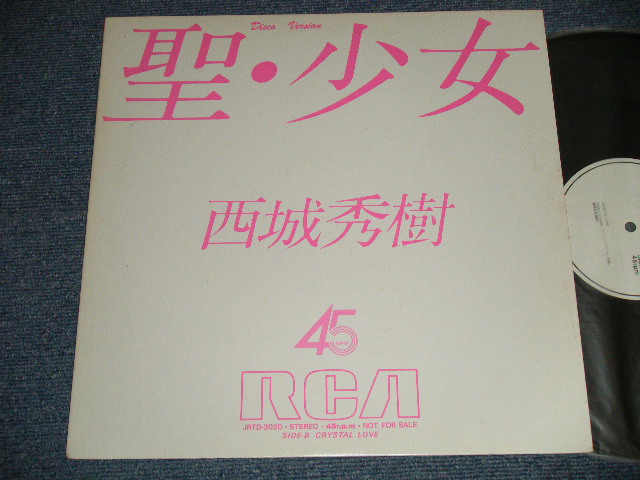 Disco Version
聖・少女
西城秀樹
45
RCA
JRTD-3020・STEREO・45r.p.m・NOT FOR SALE
SIDE-B CRYSTAL LOVE